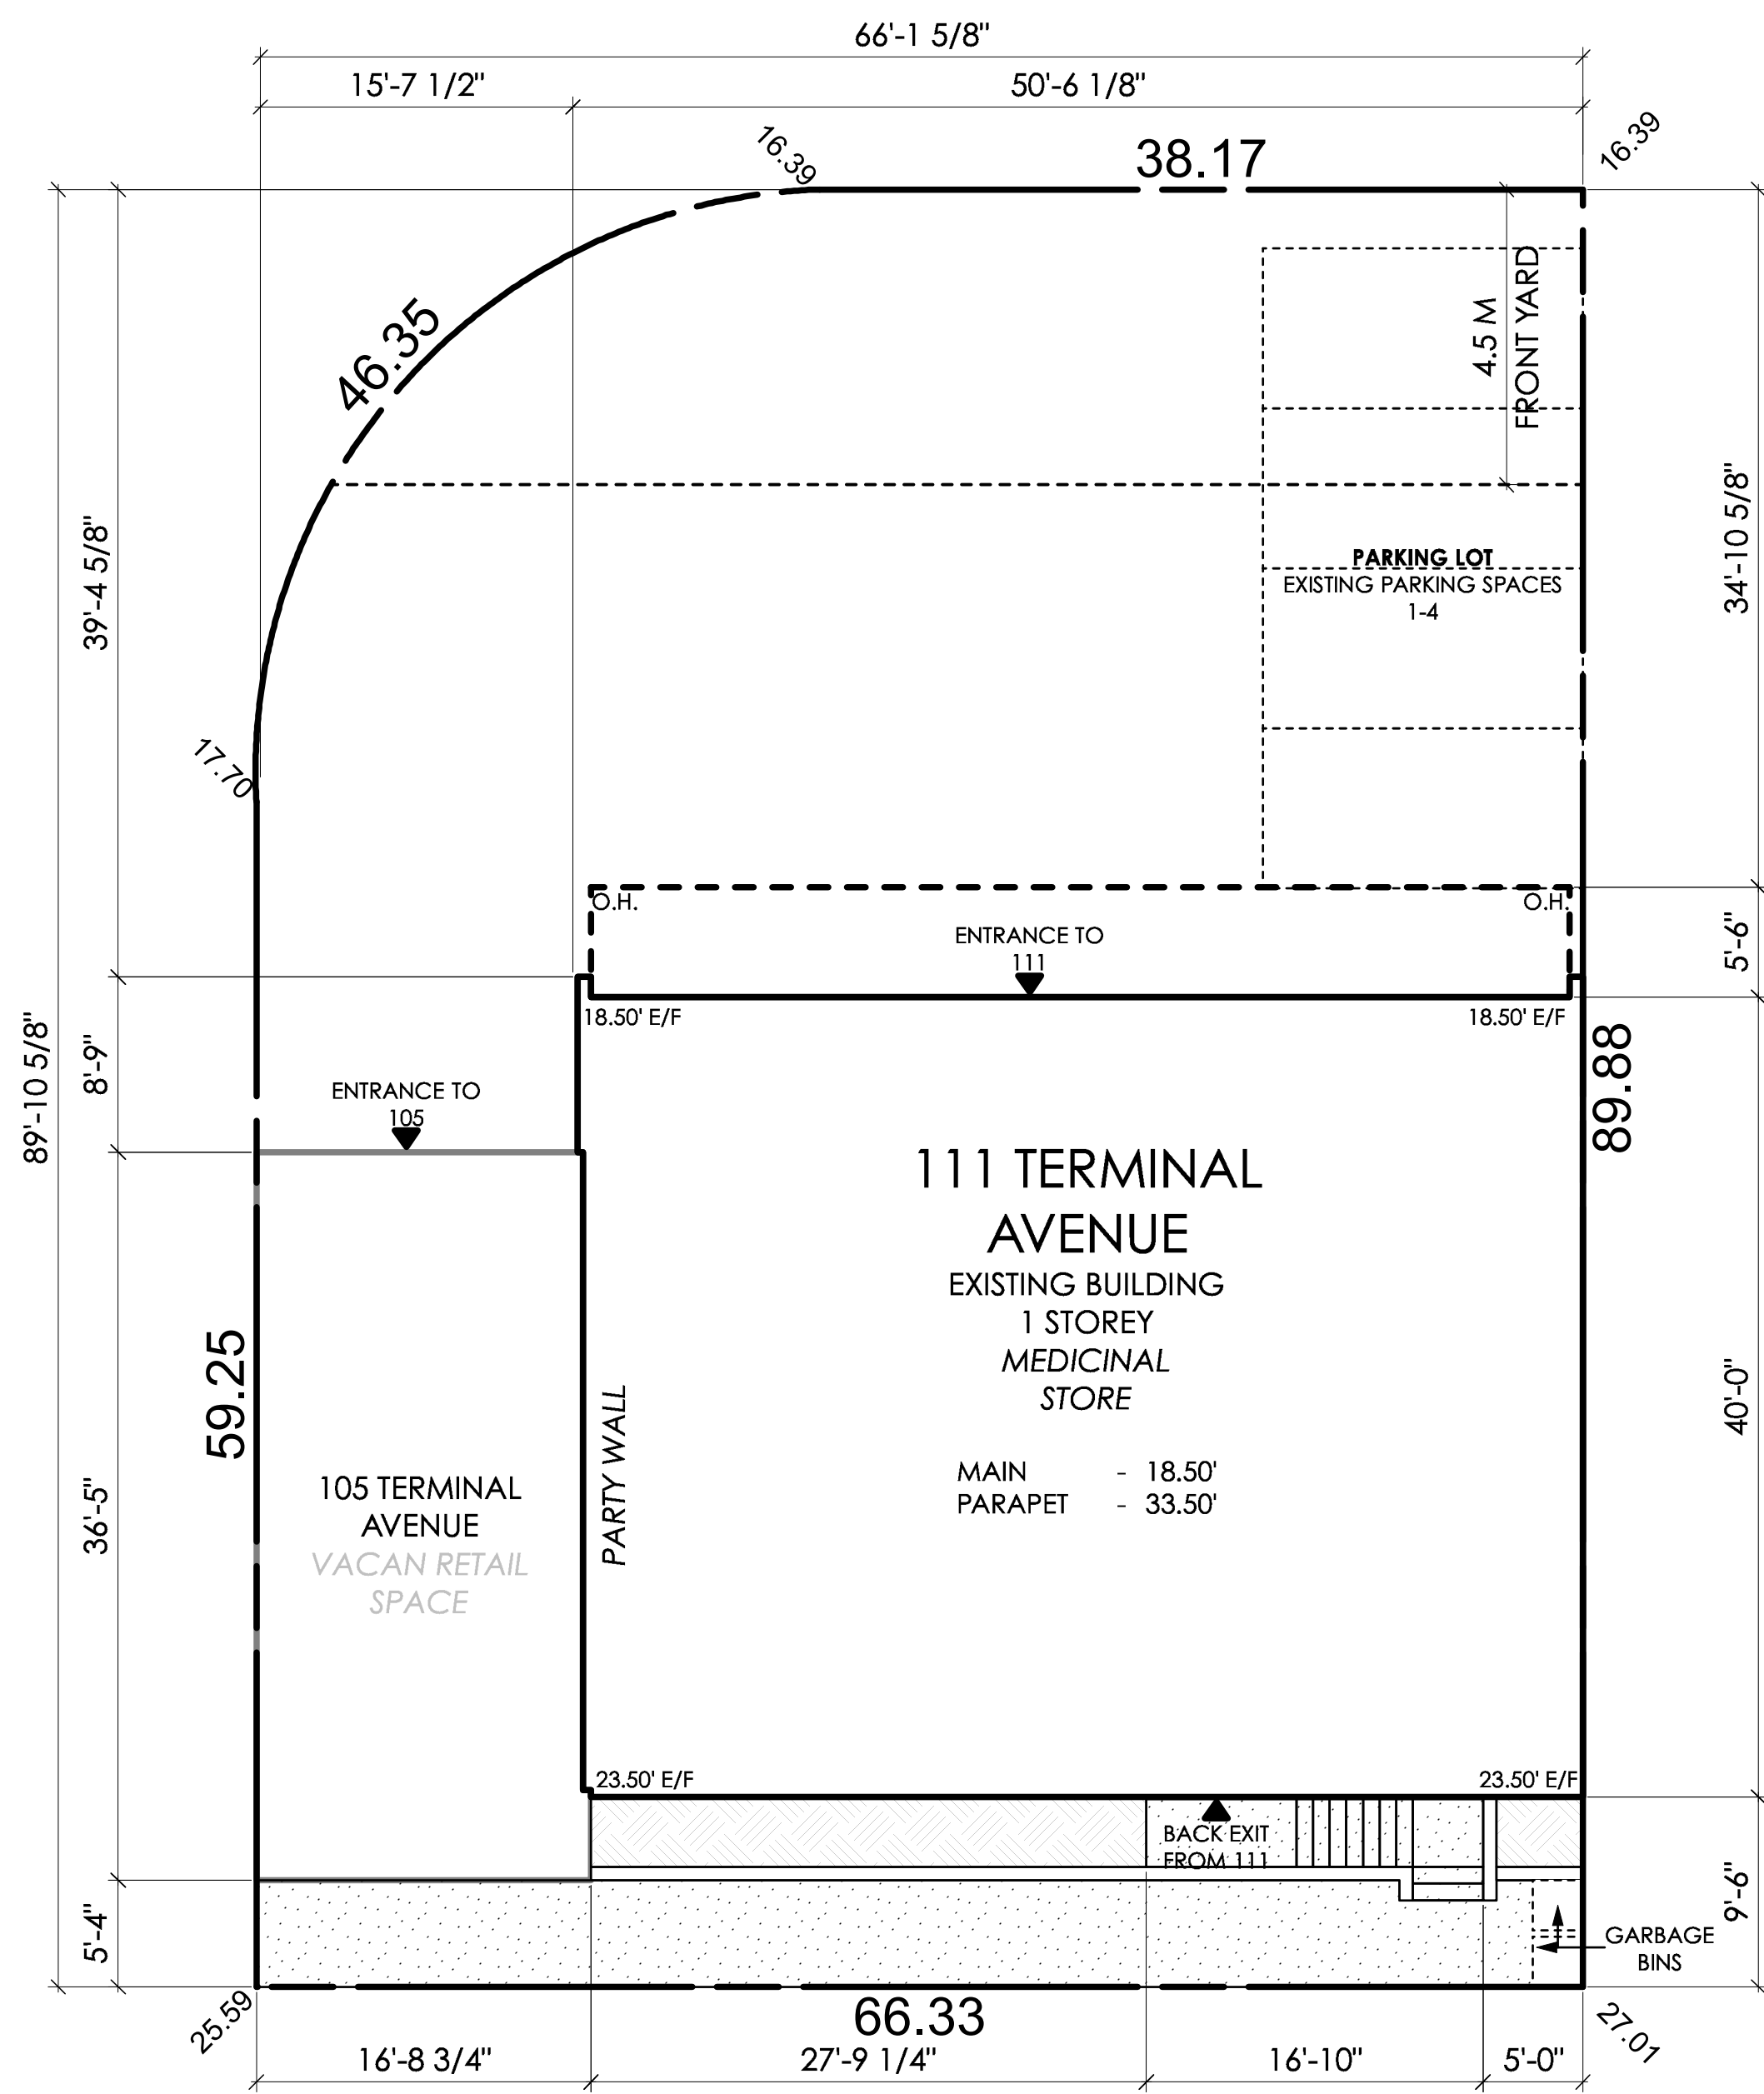 66'-1 5/8"
15'-7 1/2"
50'-6 1/8"
16.39
38.17
16.39
46.35
4.5 M
FRONT YARD
39'-4 5/8"
34'-10 5/8"
PARKING LOT
EXISTING PARKING SPACES
1-4
17.70
O.H.
O.H.
ENTRANCE TO
111
5'-6"
18.50' E/F
18.50' E/F
89'-10 5/8"
8'-9"
ENTRANCE TO
105
89.88
111 TERMINAL
AVENUE
EXISTING BUILDING
1 STOREY
MEDICINAL
STORE
59.25
PARTY WALL
40'-0"
MAIN - 18.50'
PARAPET - 33.50'
36'-5"
105 TERMINAL
AVENUE
VACAN RETAIL
SPACE
23.50' E/F
23.50' E/F
BACK EXIT
FROM 111
5'-4"
9'-6"
GARBAGE
BINS
25.59
66.33
27.01
16'-8 3/4"
27'-9 1/4"
16'-10"
5'-0"